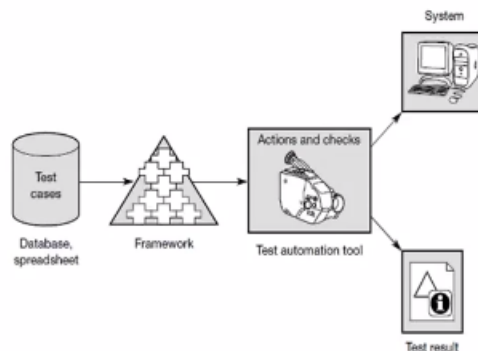 System
Actions and checks
Test
cases
Database,
spreadsheet
Framework
Test automation tool
Test result